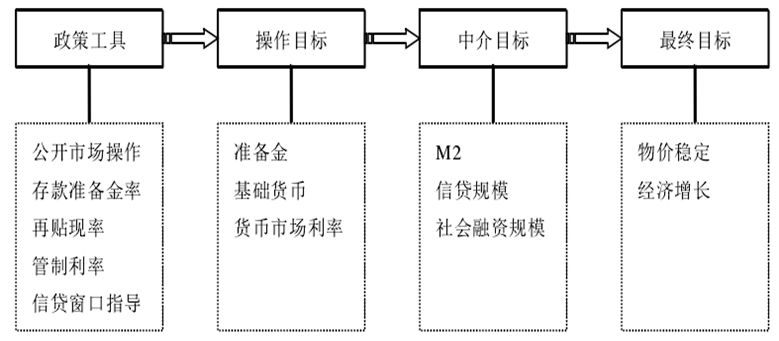 政策工具
操作目标
中介目标
最终目标
公开市场操作
存款准备金率
再贴现率
管制利率
信贷窗口指导
准备金
基础货币
货币市场利率
M2
信贷规模
社会融资规模
物价稳定
经济增长